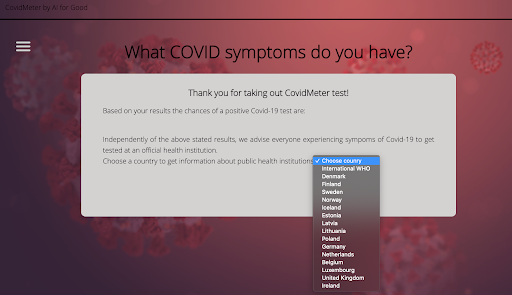 CovidMeter by AI for Good
What COVID symptoms do you have?
Thank you for taking out CovidMeter test!
Based on your results the chances of a positive Covid-19 test are:
Independently of the above stated results, we advise everyone experiencing sympoms of Covid-19 to get
tested at an official health institution.
Choose a country to get information about public health institutions
✓ Choose counry
International WHO
Denmark
Finland
Sweden
Norway
Iceland
Estonia
Latvia
Lithuania
Poland
Germany
Netherlands
Belgium
Luxembourg
United Kingdom
Ireland